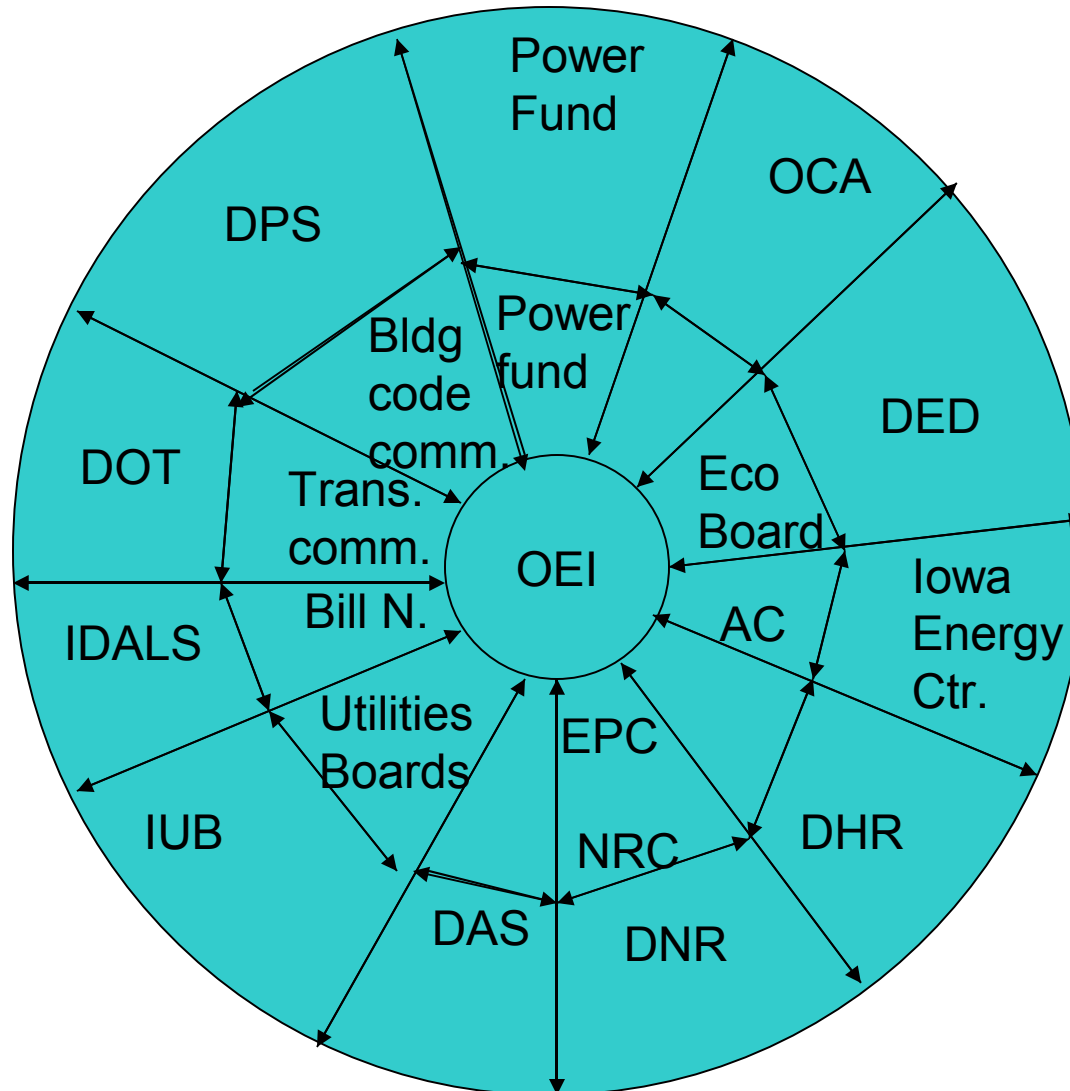 Power
Fund
OCA
DPS
Power
fund
Bldg
code
comm.
DED
DOT
Trans.
comm.
Eco
Board
OEI
Iowa
Energy
Ctr.
Bill N.
AC
IDALS
Utilities
Boards
EPC
IUB
NRC
DHR
DAS
DNR